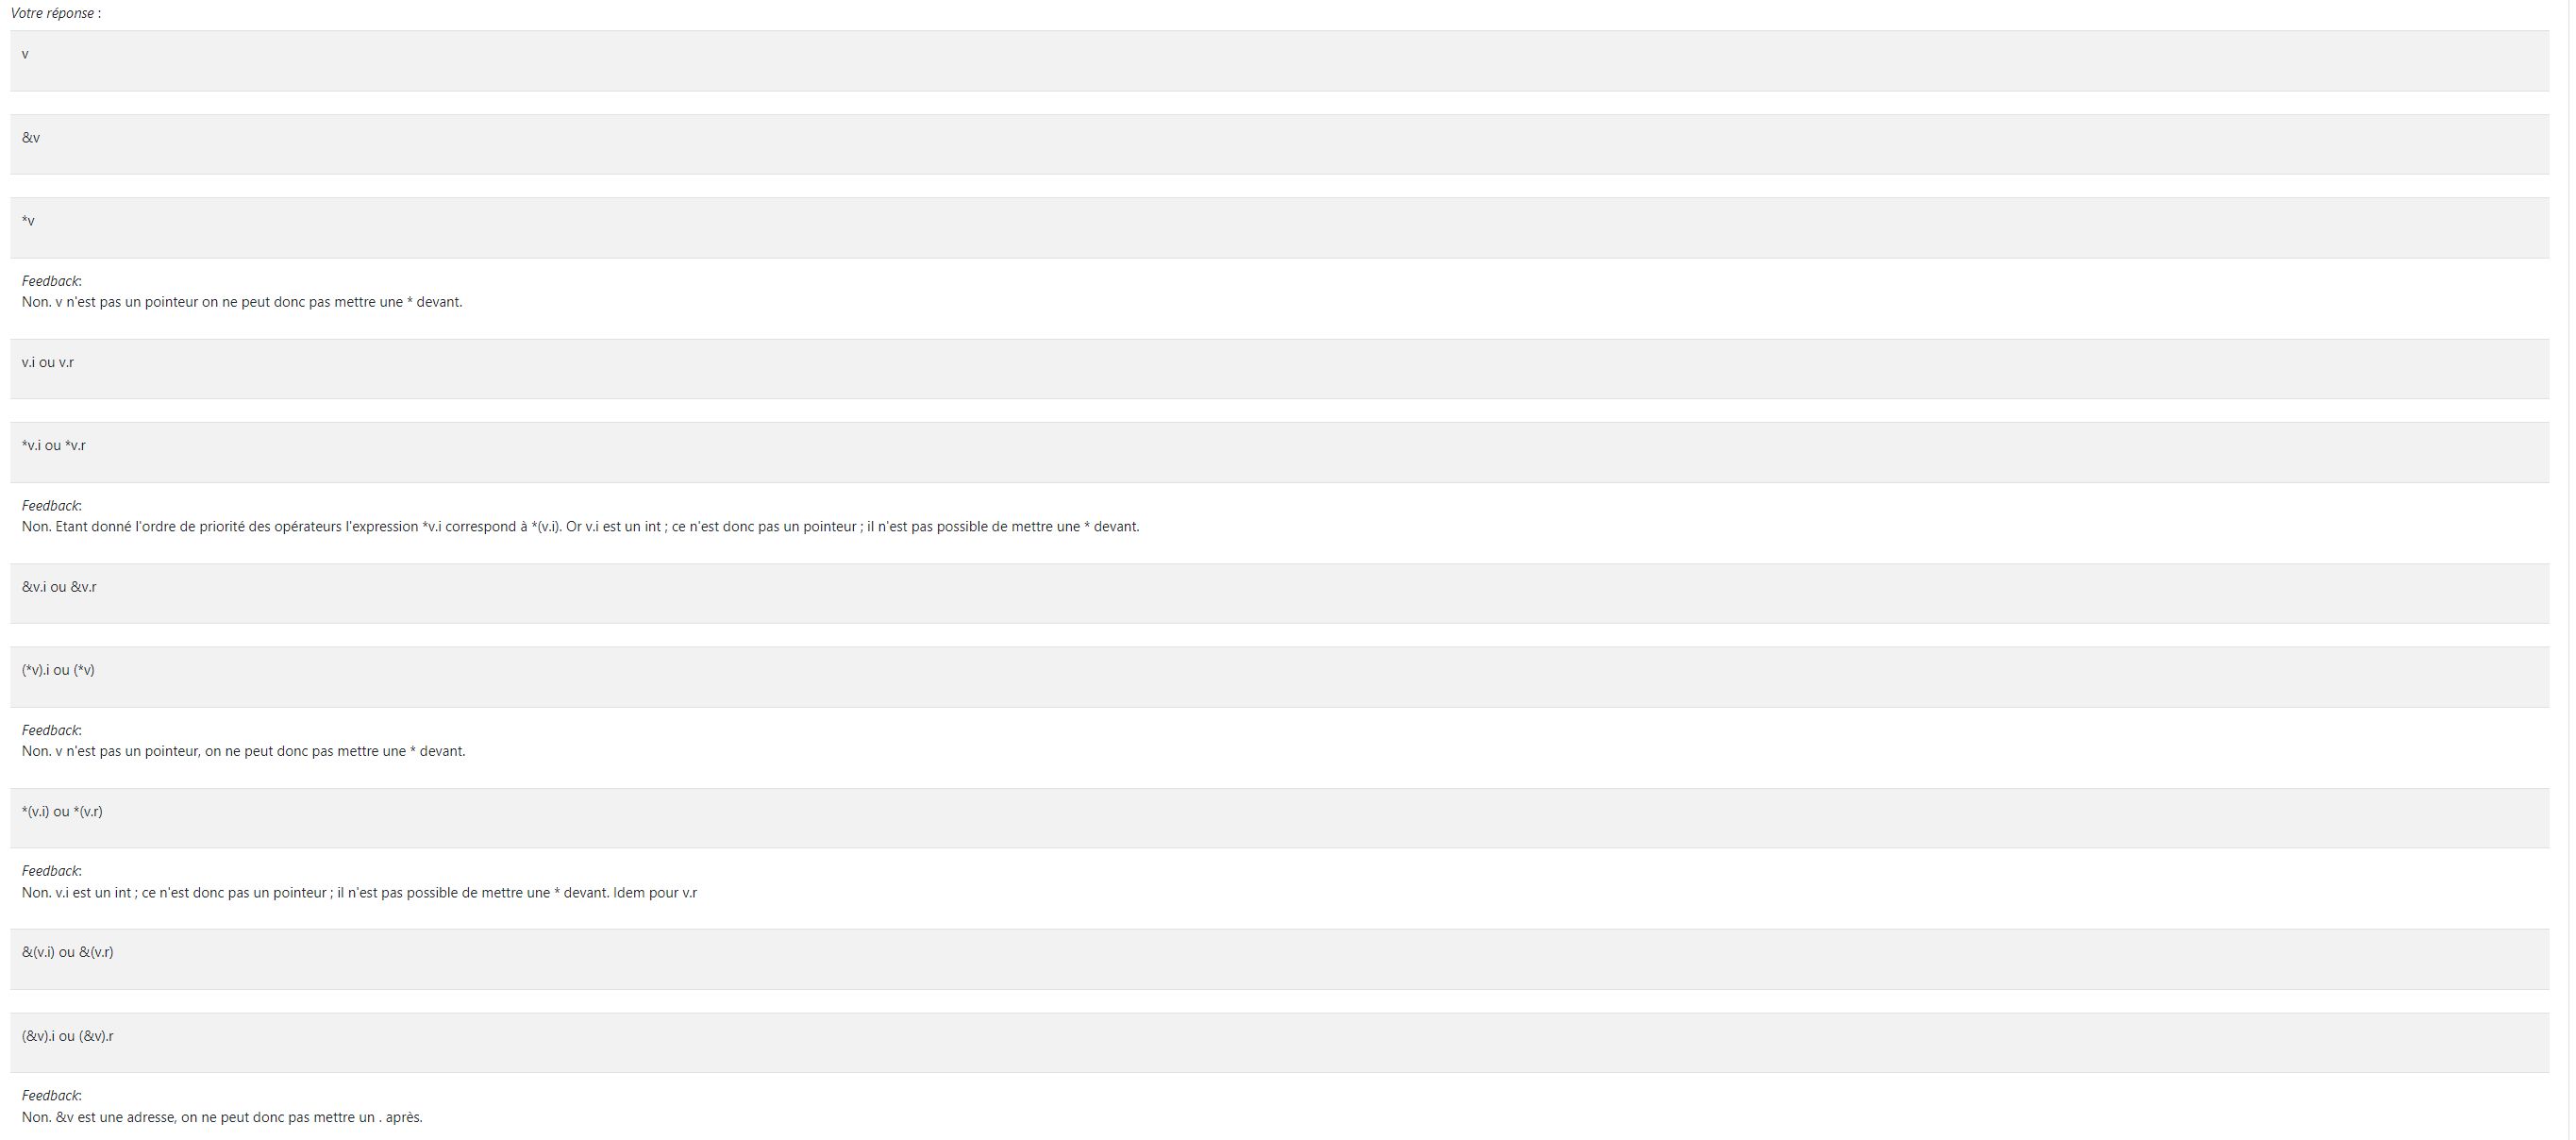 Votre réponse :
v
&v
*v
Feedback:
Non. v n'est pas un pointeur on ne peut donc pas mettre une * devant.
v.i ou v.r
*v.i ou *v.r
Feedback:
Non. Etant donné l'ordre de priorité des opérateurs l'expression *v.i correspond à *(v.i). Or v.i est un int ; ce n'est donc pas un pointeur ; il n'est pas possible de mettre une * devant.
&v.i ou &v.r
(*v).i ou (*v)
Feedback:
Non. v n'est pas un pointeur, on ne peut donc pas mettre une * devant.
*(v.i) ou *(v.r)
Feedback:
Non. v.i est un int ; ce n'est donc pas un pointeur ; il n'est pas possible de mettre une * devant. Idem pour v.r
&(v.i) ou &(v.r)
(&v).i ou (&v).r
Feedback:
Non. &v est une adresse, on ne peut donc pas mettre un . après.